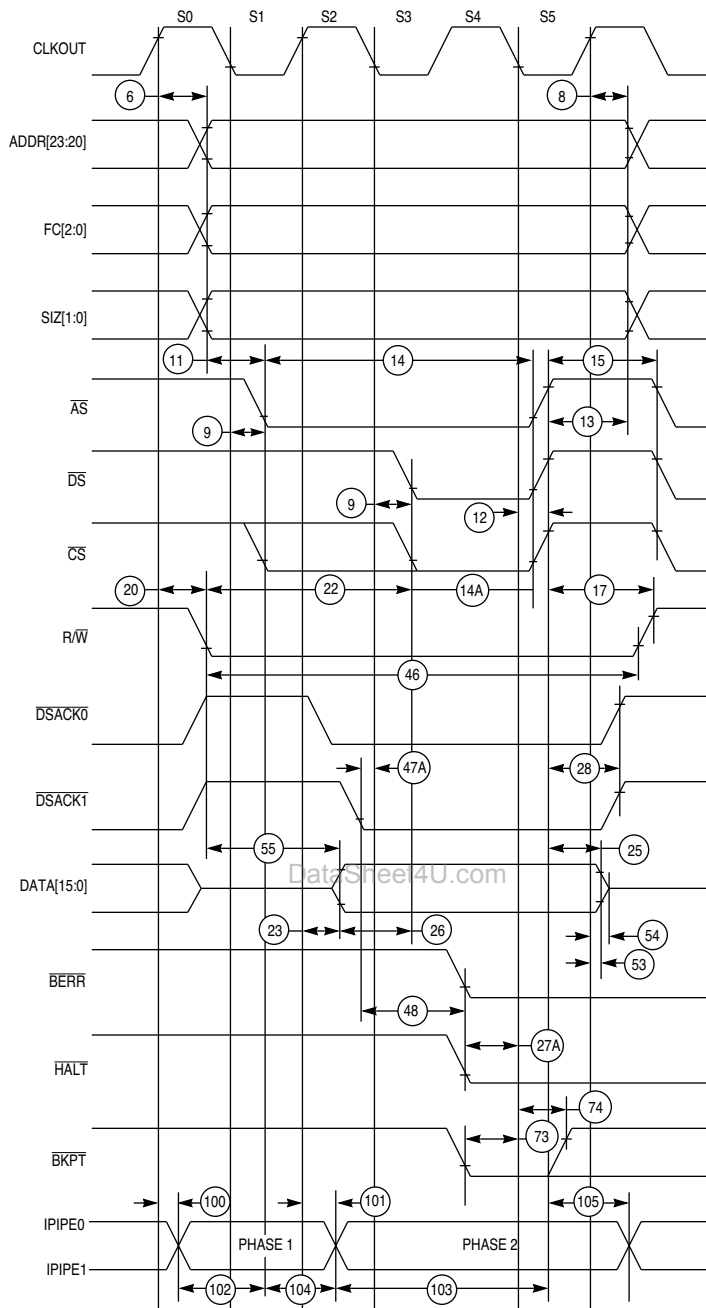 S0 S1 S2 S3 S4 S5
CLKOUT
6 8
ADDR[23:20]
FC[2:0]
SIZ[1:0]
11 14 15
AS
9 13
DS
9 12
CS
20 22 14A 17
R/W
46
DSACK0
47A 28
DSACK1
55 25
DataSheet4U.com
DATA[15:0]
23 26 54
53
BERR
48
27A
HALT
74
73
BKPT
100 101 105
IPIPE0
PHASE 1 PHASE 2
IPIPE1
102 104 103